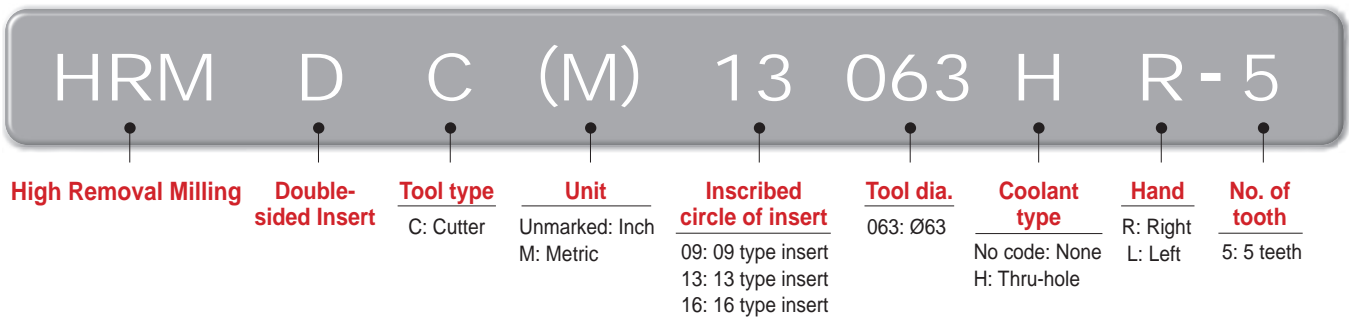 HRM D C (M) 13 063 H R - 5
High Removal Milling
Double-
sided Insert
Tool type
C: Cutter
Unit
Unmarked: Inch
M: Metric
Inscribed
circle of insert
09: 09 type insert
13: 13 type insert
16: 16 type insert
Tool dia.
063: Ø63
Coolant
type
No code: None
H: Thru-hole
Hand
R: Right
L: Left
No. of
tooth
5: 5 teeth